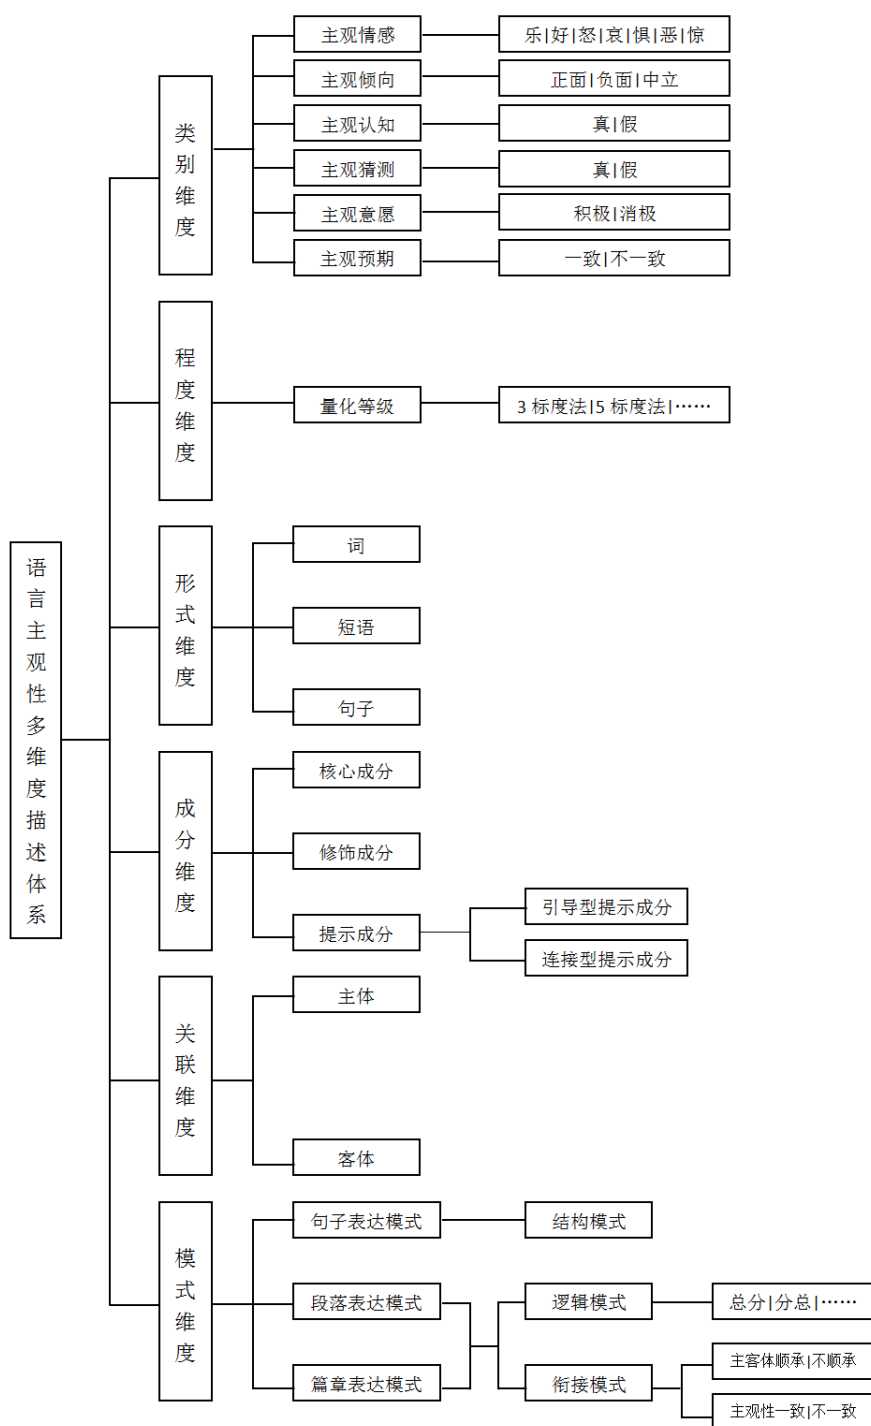 语言主观性多维度描述体系
类别维度
主观情感
乐|好|怒|哀|惧|恶|惊
主观倾向
正面|负面|中立
主观认知
真|假
主观猜测
真|假
主观意愿
积极|消极
主观预期
一致|不一致
程度维度
量化等级
3 标度法|5 标度法|……
形式维度
词
短语
句子
成分维度
核心成分
修饰成分
提示成分
引导型提示成分
连接型提示成分
关联维度
主体
客体
模式维度
句子表达模式
结构模式
段落表达模式
篇章表达模式
逻辑模式
总分|分总|……
衔接模式
主客体顺承|不顺承
主观性一致|不一致